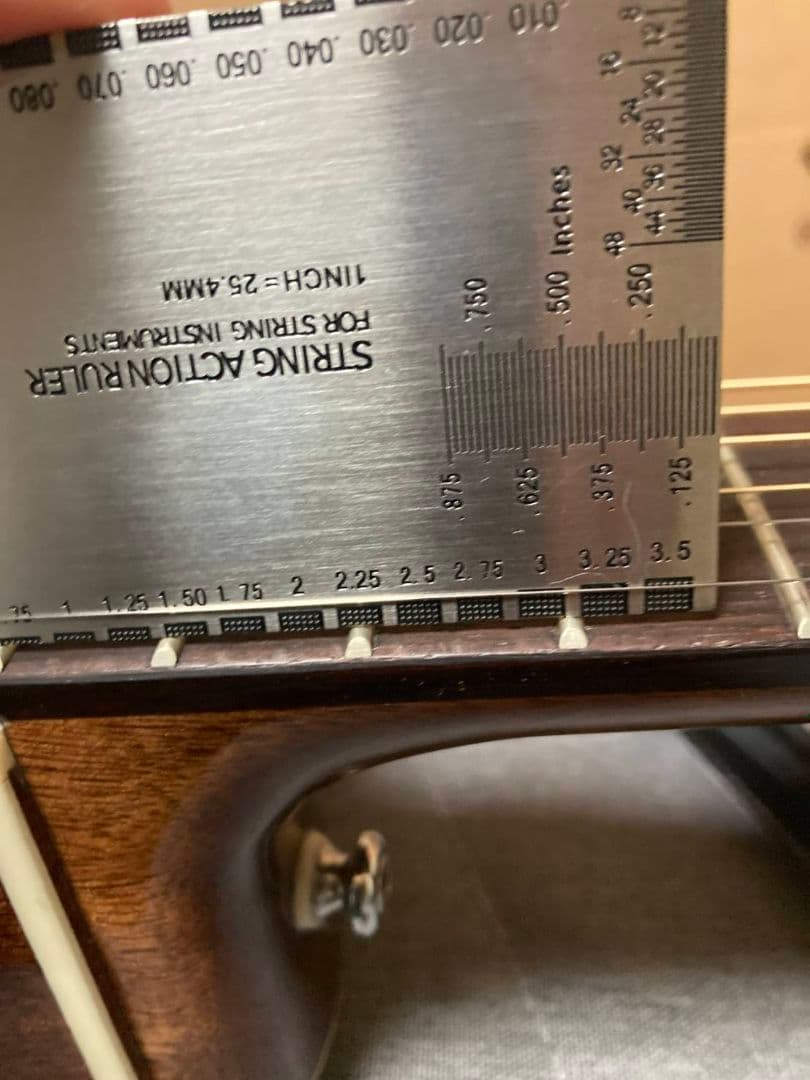 .010 .020 .030 .040 .050 .060 .070 .080
STRING ACTION RULER
FOR STRING INSTRUMENTS
1INCH = 25.4MM
8 16 24 32 40 48
12 20 28 36 44
.250 .500 Inches .750
.125 .375 .625 .875
.75 1 1.25 1.50 1.75 2 2.25 2.5 2.75 3 3.25 3.5